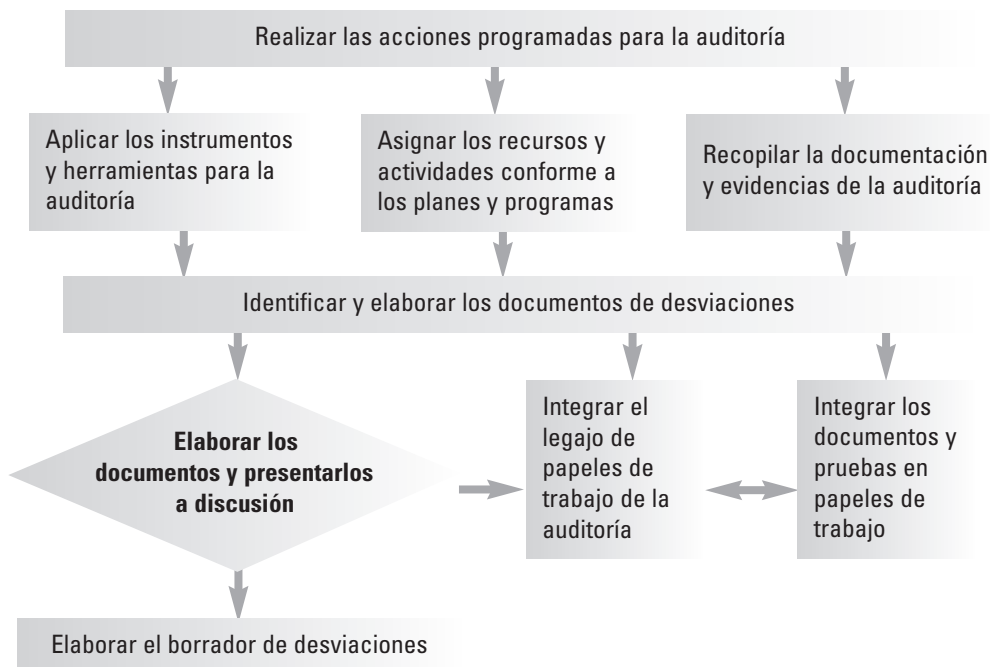 Realizar las acciones programadas para la auditoría
Aplicar los instrumentos
y herramientas para la
auditoría
Asignar los recursos y
actividades conforme a
los planes y programas
Recopilar la documentación
y evidencias de la auditoría
Identificar y elaborar los documentos de desviaciones
Elaborar los
documentos y presentarlos
a discusión
Integrar el
legajo de
papeles de
trabajo de la
auditoría
Integrar los
documentos y
pruebas en
papeles de
trabajo
Elaborar el borrador de desviaciones